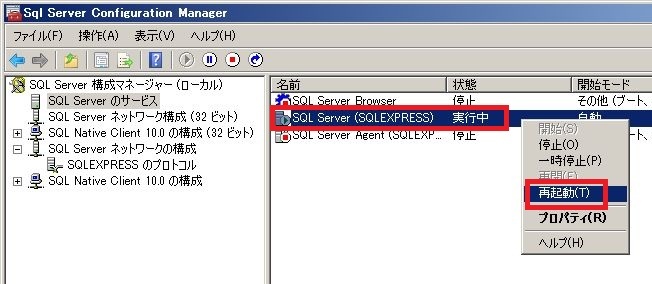 Sql Server Configuration Manager
ファイル(F) 操作(A) 表示(V) ヘルプ(H)
SQL Server 構成マネージャー (ローカル)
SQL Server のサービス
SQL Server ネットワーク構成 (32 ビット)
SQL Native Client 10.0 の構成 (32 ビット)
SQL Server ネットワークの構成
SQLEXPRESS のプロトコル
SQL Native Client 10.0 の構成
名前 状態 開始モード
SQL Server Browser 停止 その他 (ブート、
SQL Server (SQLEXPRESS) 実行中 自動
SQL Server Agent (SQLEXP... 停止
開始(S)
停止(O)
一時停止(P)
再開(E)
再起動(T)
プロパティ(R)
ヘルプ(H)